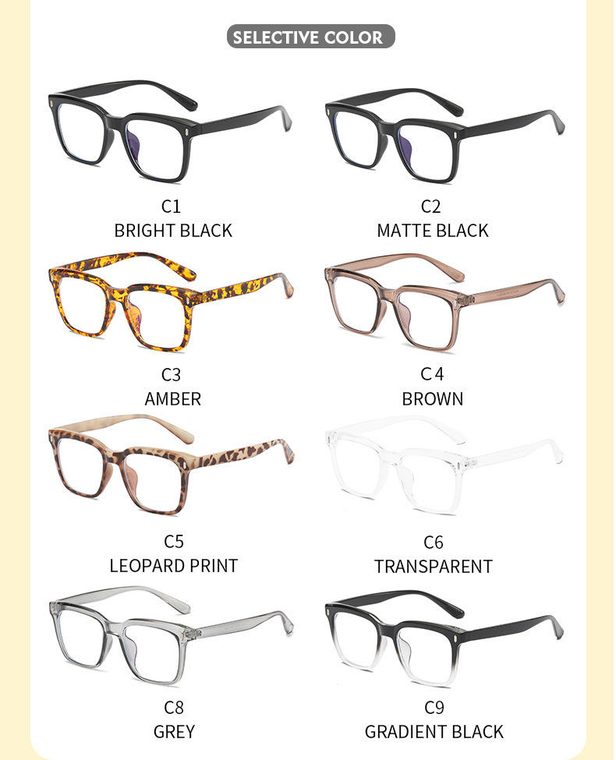 SELECTIVE COLOR
C1
BRIGHT BLACK
C2
MATTE BLACK
C3
AMBER
C4
BROWN
C5
LEOPARD PRINT
C6
TRANSPARENT
C8
GREY
C9
GRADIENT BLACK